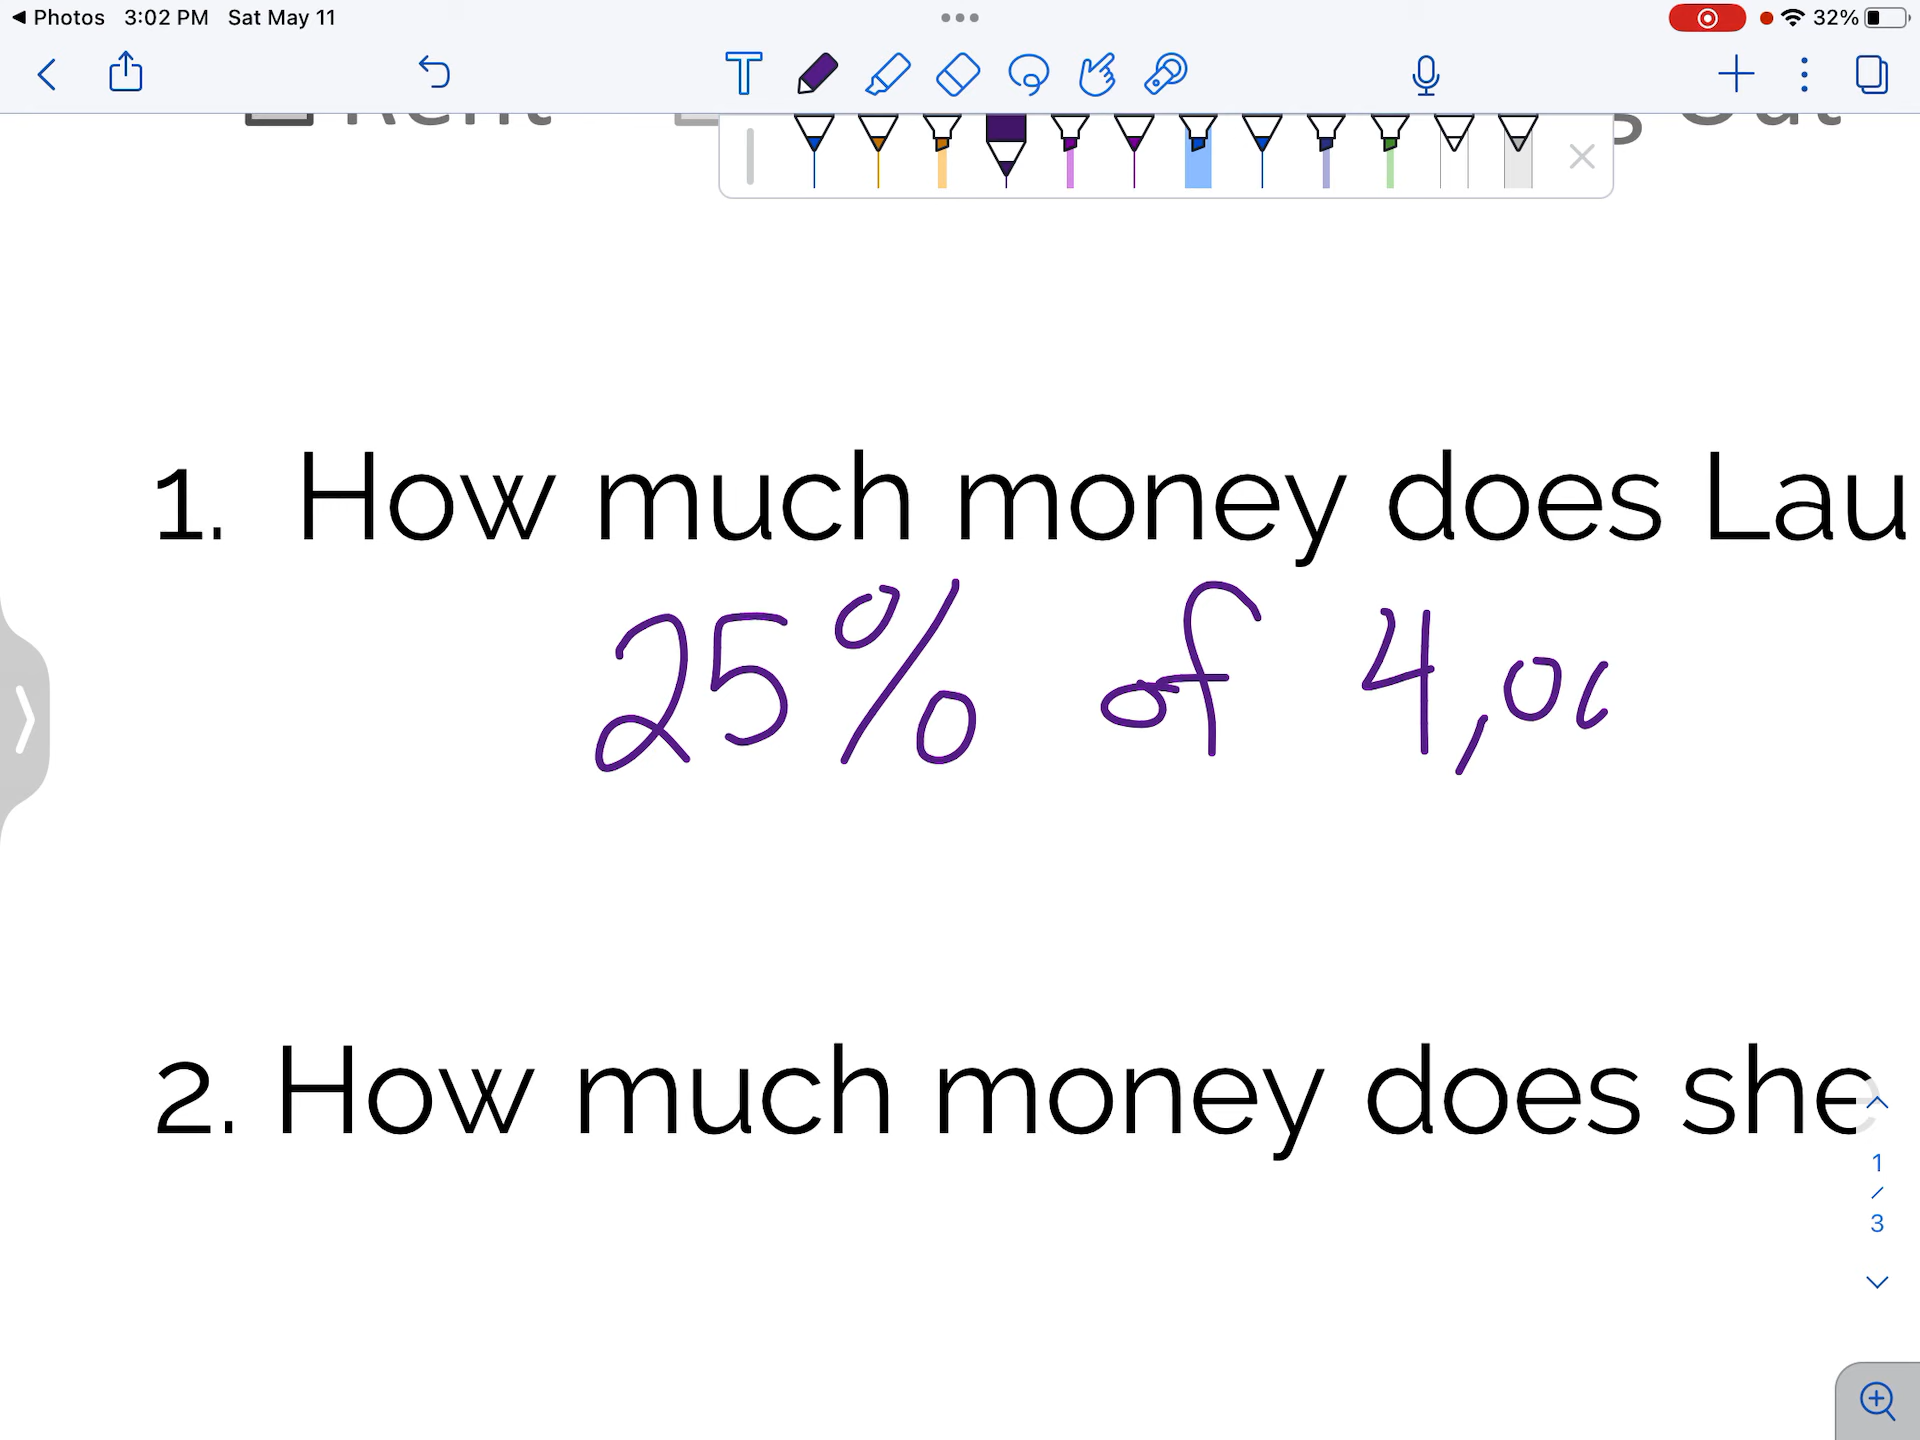 Photos 3:02 PM Sat May 11 32%
T
1. How much money does Lau
25% of 4,00
2. How much money does she
1
/
3